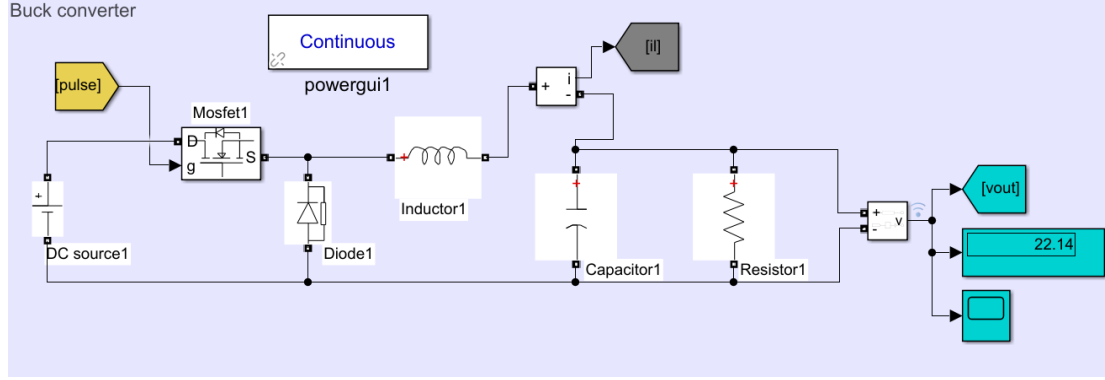 Buck converter
Continuous
powergui1
[il]
[pulse]
i
+
-
Mosfet1
D
g
S
+
+
Inductor1
+
+
[vout]
DC source1
Diode1
Capacitor1
Resistor1
+
-
v
22.14